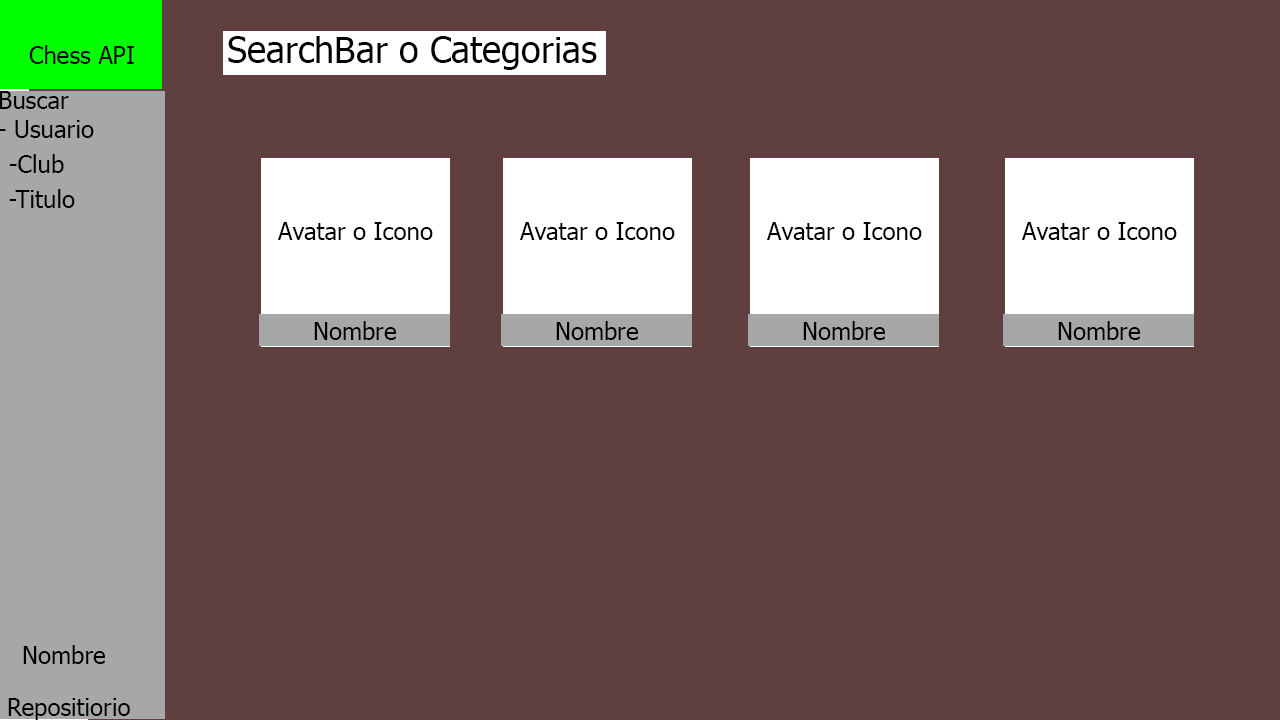 Chess API
SearchBar o Categorias
Buscar
- Usuario
-Club
-Titulo
Avatar o Icono
Avatar o Icono
Avatar o Icono
Avatar o Icono
Nombre
Nombre
Nombre
Nombre
Nombre
Repositiorio